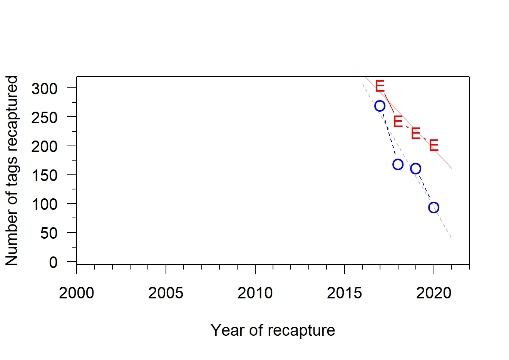 Number of tags recaptured
300
250
200
150
100
50
0
E
E
E
E
O
O
O
O
2000 2005 2010 2015 2020
Year of recapture